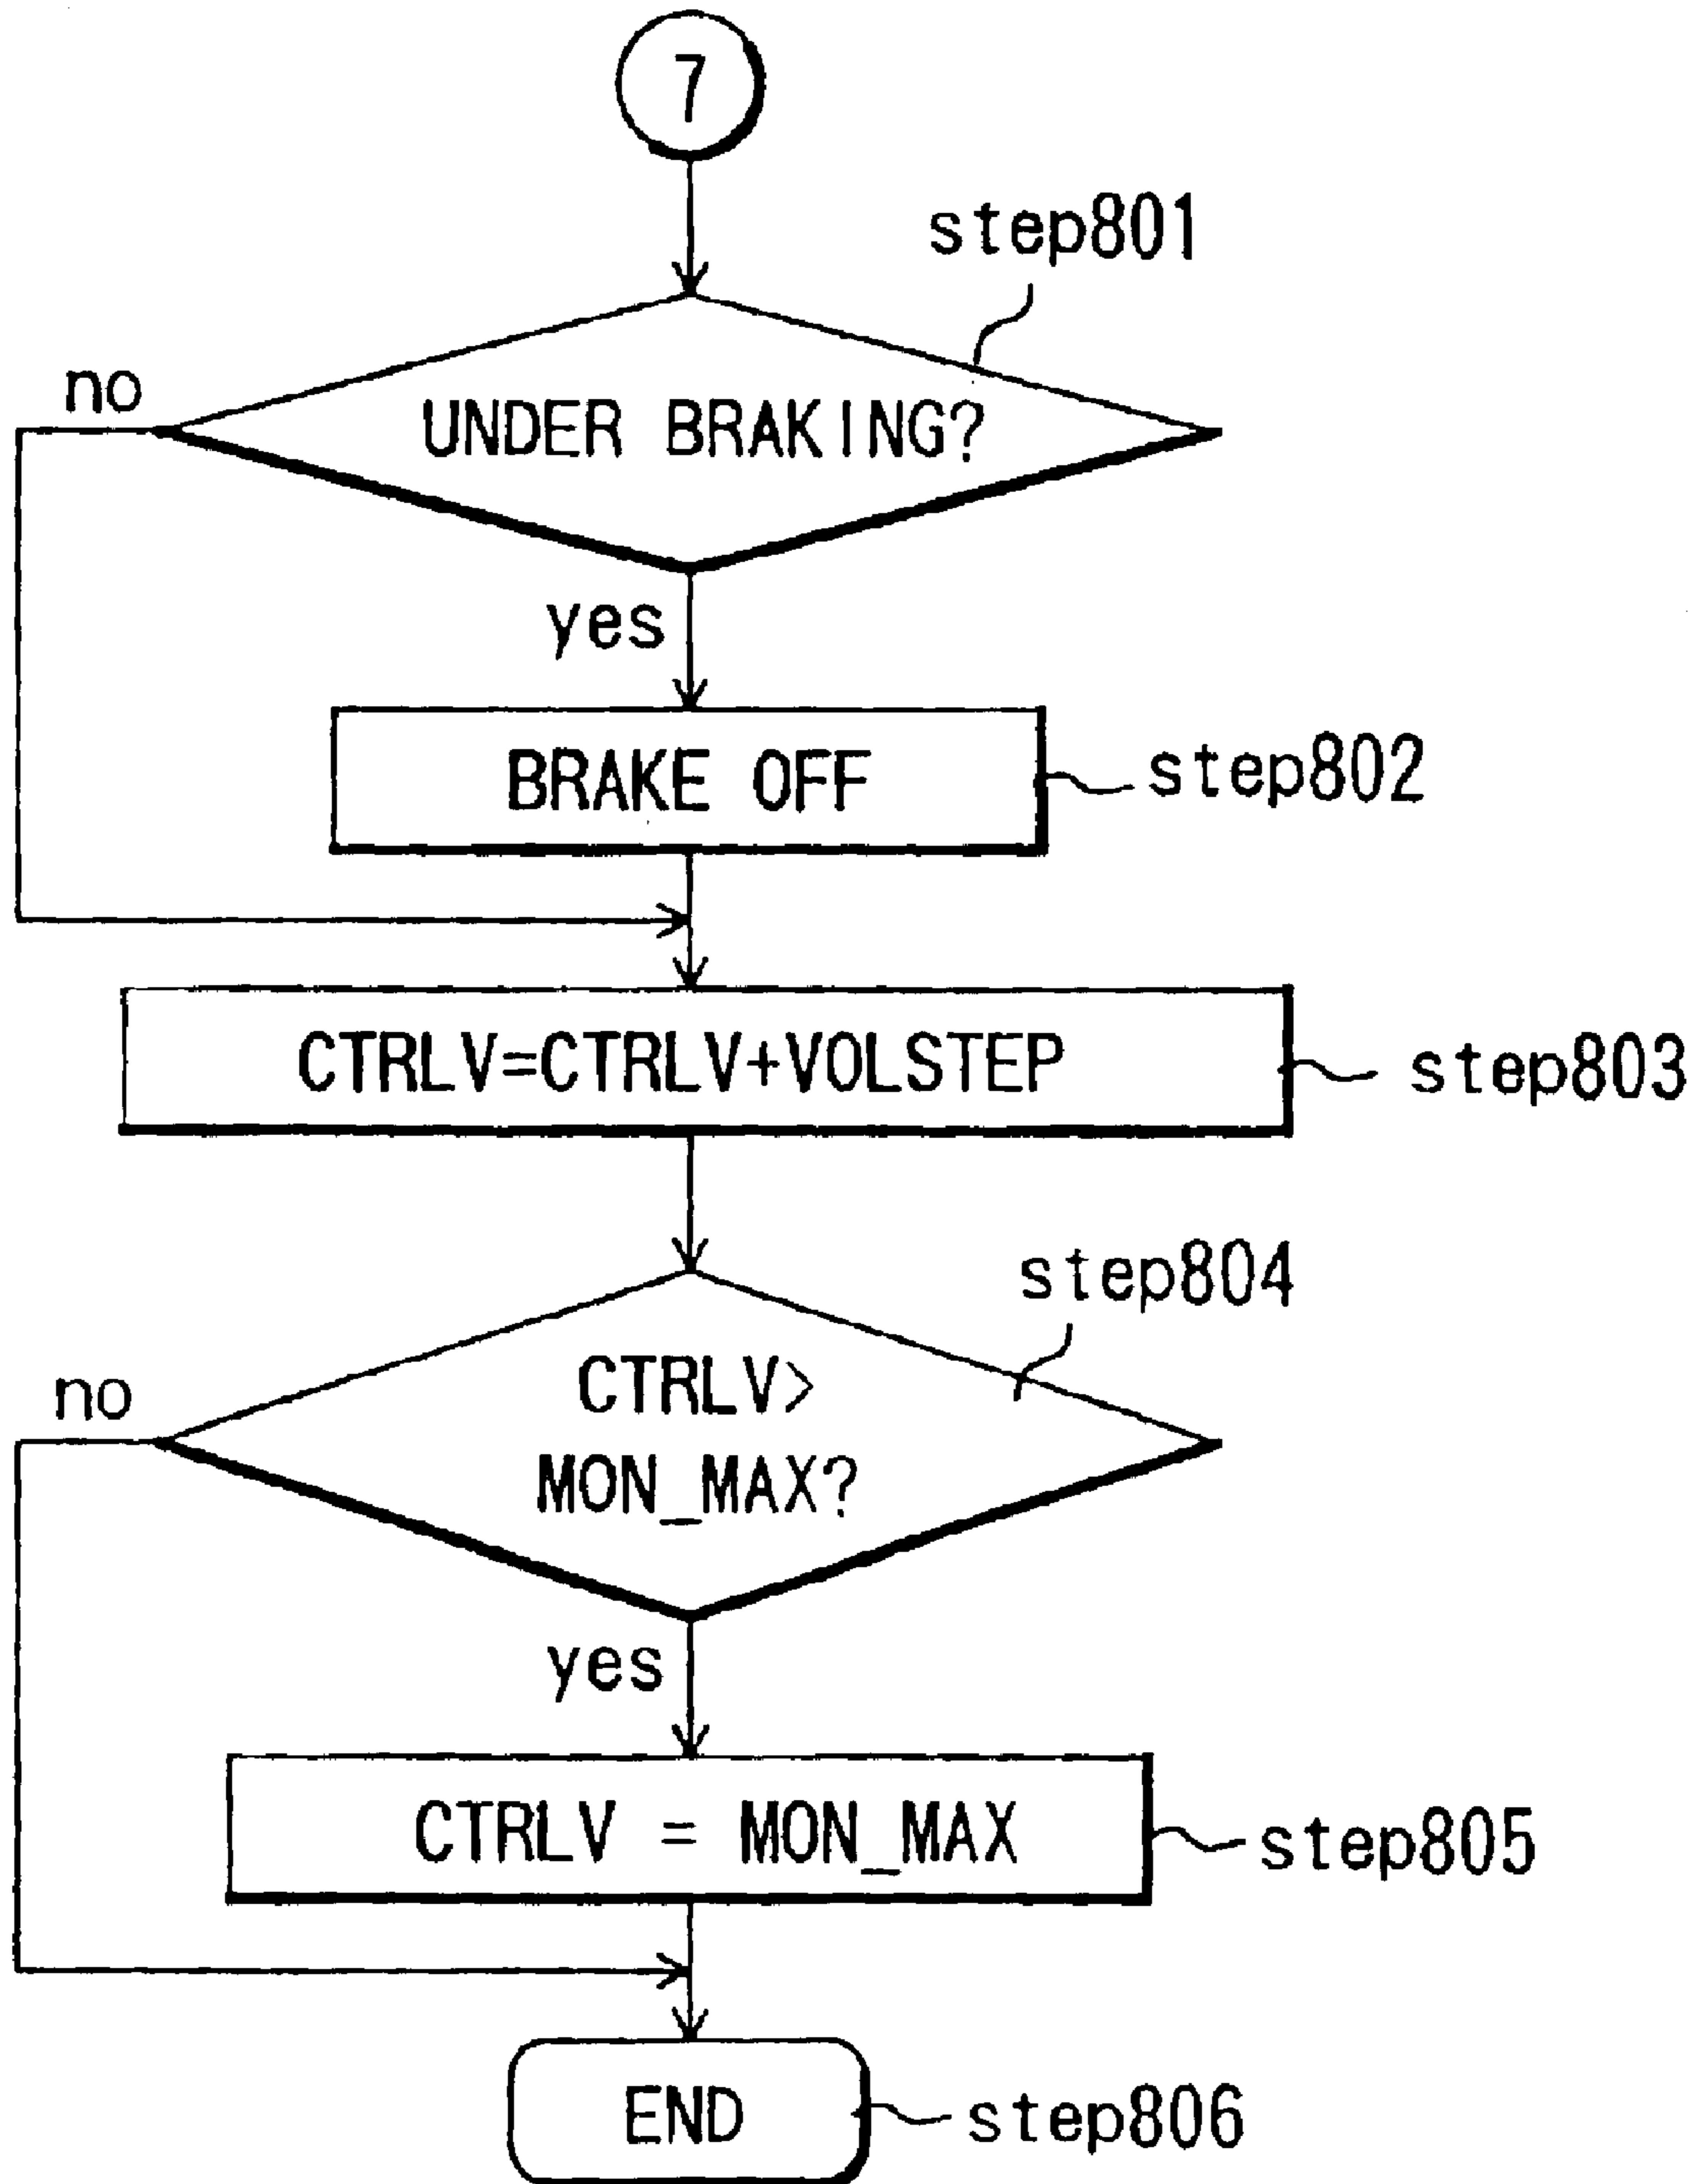 7
step801
no
UNDER BRAKING?
yes
BRAKE OFF
step802
CTRLV=CTRLV+VOLSTEP
step803
step804
no
CTRLV>
MON_MAX?
yes
CTRLV = MON_MAX
step805
END
step806